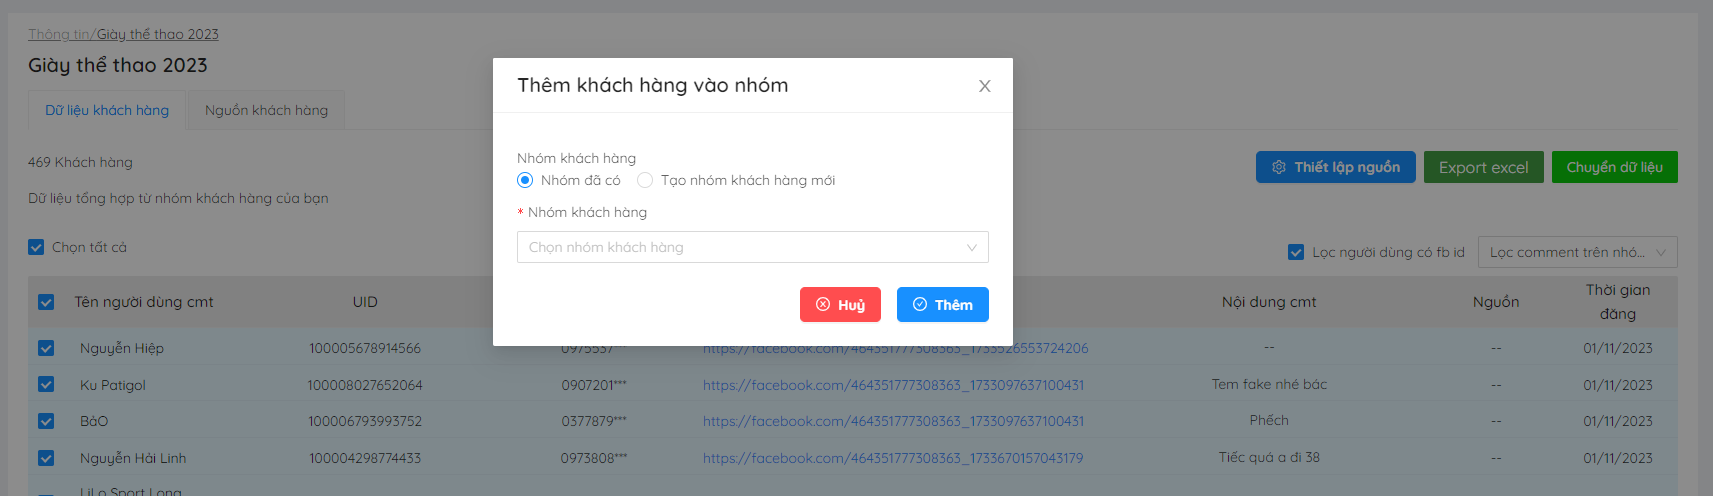 Thông tin/Giày thể thao 2023
Giày thể thao 2023
Dữ liệu khách hàng
Nguồn khách hàng
469 Khách hàng
Thiết lập nguồn
Export excel
Chuyển dữ liệu
Dữ liệu tổng hợp từ nhóm khách hàng của bạn
Chọn tất cả
Lọc người dùng có fb id
Lọc comment trên nhó...
Thêm khách hàng vào nhóm
Nhóm khách hàng
Nhóm đã có
Tạo nhóm khách hàng mới
* Nhóm khách hàng
Chọn nhóm khách hàng
Huỷ
Thêm
Tên người dùng cmt UID Nội dung cmt Nguồn Thời gian đăng
Nguyễn Hiệp 100005678914566 0975537*** https://facebook.com/464351777308363_1733526553724206 -- -- 01/11/2023
Ku Patigol 100008027652064 0907201*** https://facebook.com/464351777308363_1733097637100431 Tem fake nhé bác -- 01/11/2023
BảO 100006793993752 0377879*** https://facebook.com/464351777308363_1733097637100431 Phếch -- 01/11/2023
Nguyễn Hải Linh 100004298774433 0973808*** https://facebook.com/464351777308363_1733670157043179 Tiếc quá a đi 38 -- 01/11/2023
LiLo Sport Long